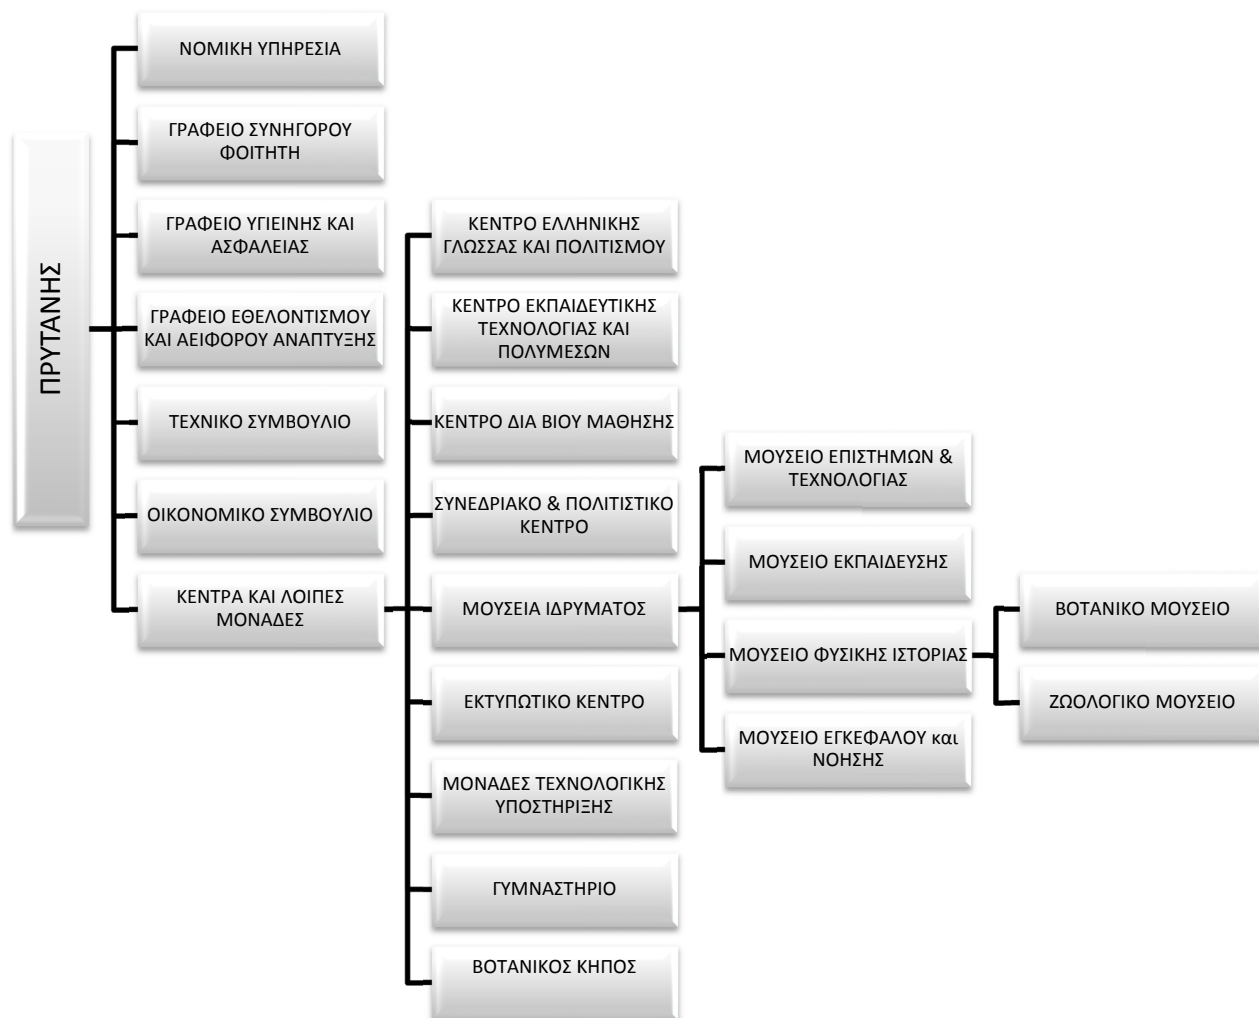 ΠΡΥΤΑΝΗΣ
ΝΟΜΙΚΗ ΥΠΗΡΕΣΙΑ
ΓΡΑΦΕΙΟ ΣΥΝΗΓΟΡΟΥ
ΦΟΙΤΗΤΗ
ΓΡΑΦΕΙΟ ΥΓΙΕΙΝΗΣ ΚΑΙ
ΑΣΦΑΛΕΙΑΣ
ΓΡΑΦΕΙΟ ΕΘΕΛΟΝΤΙΣΜΟΥ
ΚΑΙ ΑΕΙΦΟΡΟΥ ΑΝΑΠΤΥΞΗΣ
ΤΕΧΝΙΚΟ ΣΥΜΒΟΥΛΙΟ
ΟΙΚΟΝΟΜΙΚΟ ΣΥΜΒΟΥΛΙΟ
ΚΕΝΤΡΑ ΚΑΙ ΛΟΙΠΕΣ
ΜΟΝΑΔΕΣ
ΚΕΝΤΡΟ ΕΛΛΗΝΙΚΗΣ
ΓΛΩΣΣΑΣ ΚΑΙ ΠΟΛΙΤΙΣΜΟΥ
ΚΕΝΤΡΟ ΕΚΠΑΙΔΕΥΤΙΚΗΣ
ΤΕΧΝΟΛΟΓΙΑΣ ΚΑΙ
ΠΟΛΥΜΕΣΩΝ
ΚΕΝΤΡΟ ΔΙΑ ΒΙΟΥ ΜΑΘΗΣΗΣ
ΣΥΝΕΔΡΙΑΚΟ & ΠΟΛΙΤΙΣΤΙΚΟ
ΚΕΝΤΡΟ
ΜΟΥΣΕΙΑ ΙΔΡΥΜΑΤΟΣ
ΕΚΤΥΠΩΤΙΚΟ ΚΕΝΤΡΟ
ΜΟΝΑΔΕΣ ΤΕΧΝΟΛΟΓΙΚΗΣ
ΥΠΟΣΤΗΡΙΞΗΣ
ΓΥΜΝΑΣΤΗΡΙΟ
ΒΟΤΑΝΙΚΟΣ ΚΗΠΟΣ
ΜΟΥΣΕΙΟ ΕΠΙΣΤΗΜΩΝ &
ΤΕΧΝΟΛΟΓΙΑΣ
ΜΟΥΣΕΙΟ ΕΚΠΑΙΔΕΥΣΗΣ
ΜΟΥΣΕΙΟ ΦΥΣΙΚΗΣ ΙΣΤΟΡΙΑΣ
ΜΟΥΣΕΙΟ ΕΓΚΕΦΑΛΟΥ και
ΝΟΗΣΗΣ
ΒΟΤΑΝΙΚΟ ΜΟΥΣΕΙΟ
ΖΩΟΛΟΓΙΚΟ ΜΟΥΣΕΙΟ